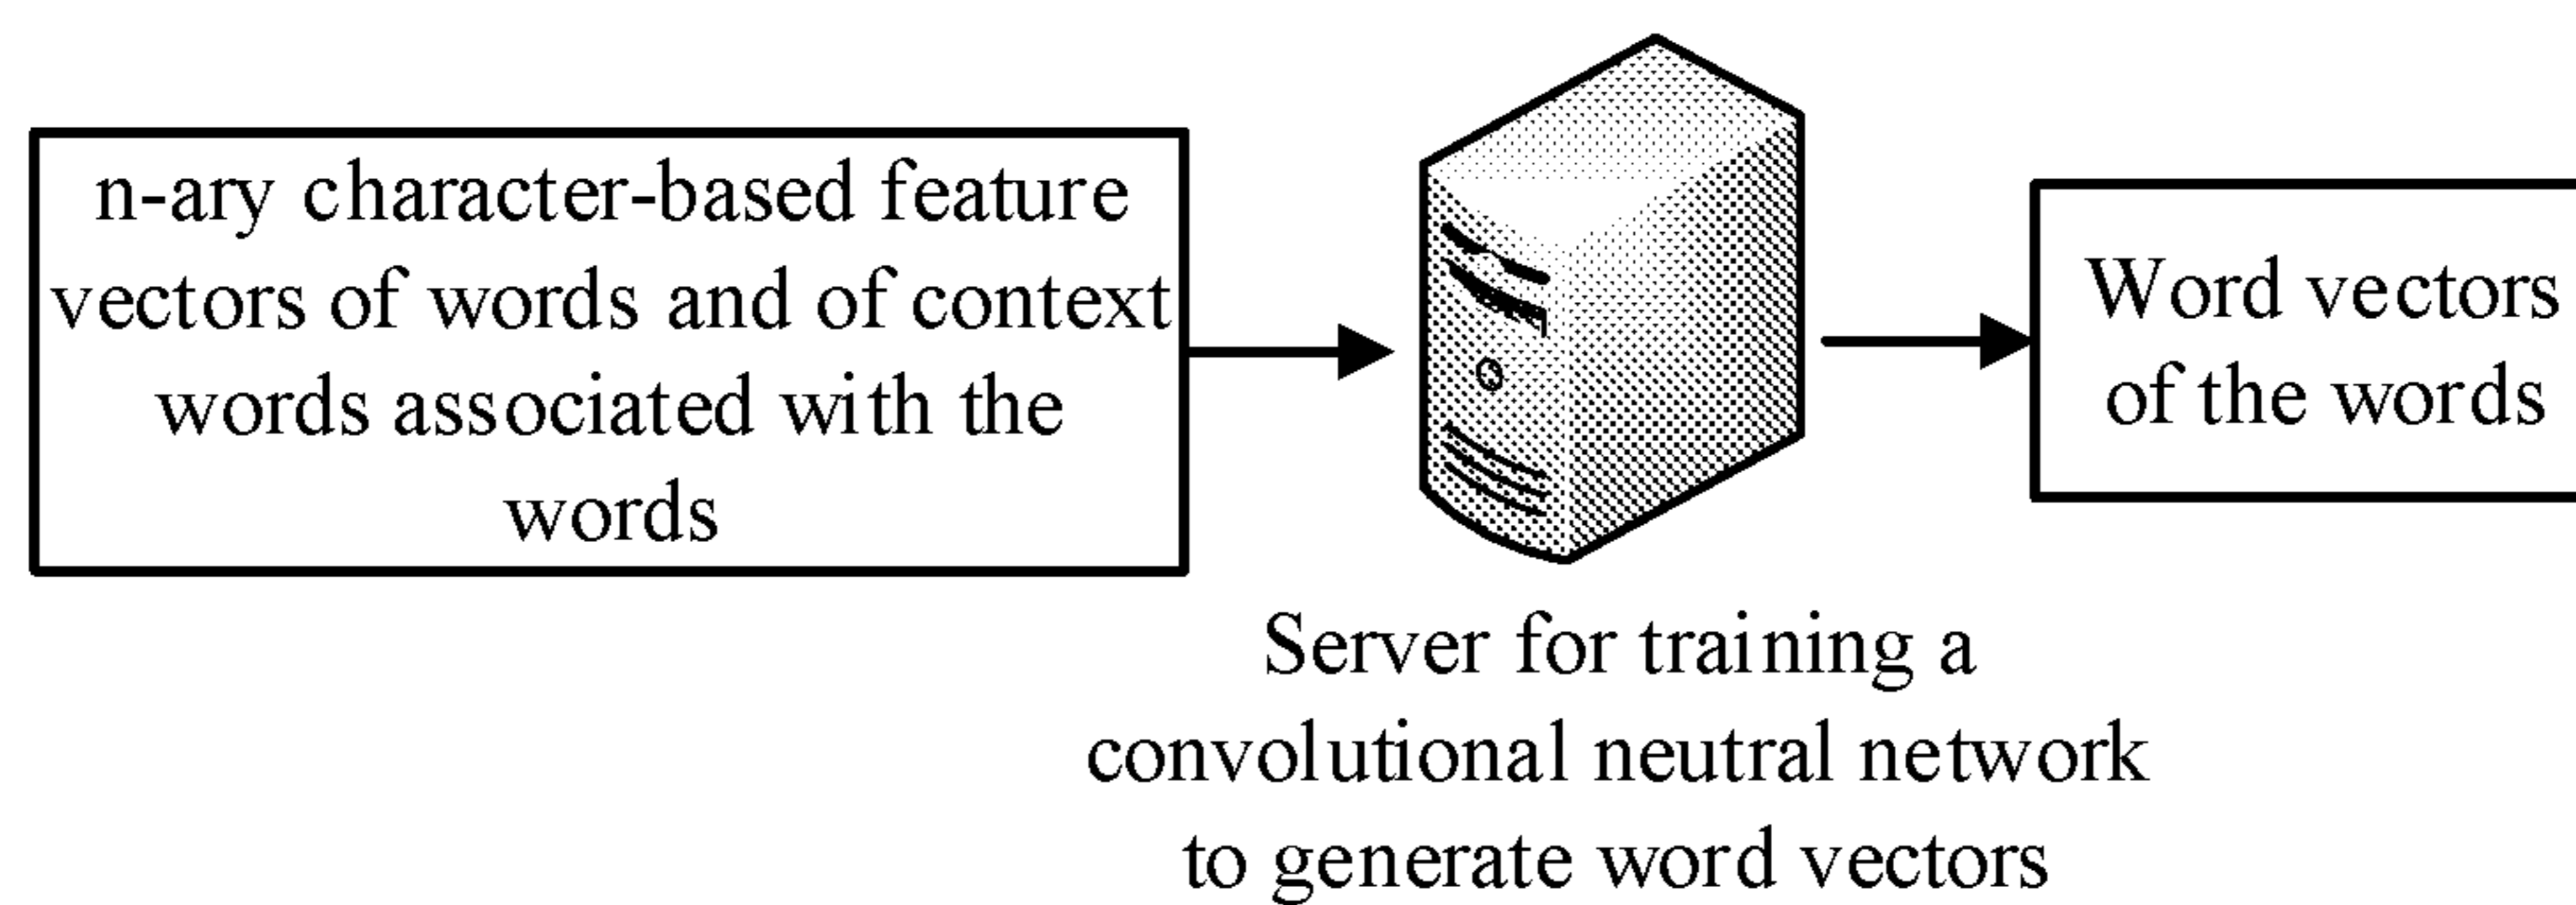 n-ary character-based feature
vectors of words and of context
words associated with the
words
Server for training a
convolutional neutral network
to generate word vectors
Word vectors
of the words